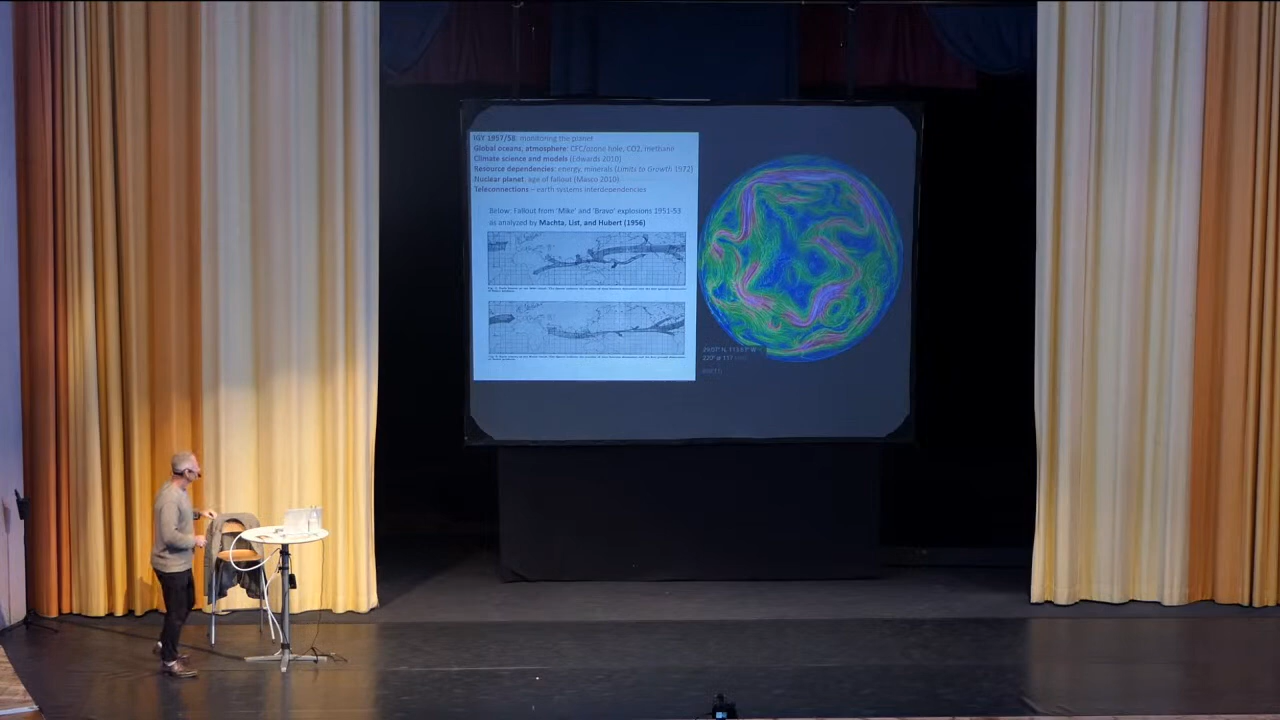 IGY 1957/58: monitoring the planet
Global oceans, atmosphere: CFC/ozone hole, CO2, methane
Climate science and models (Edwards 2010)
Resource dependencies: energy, minerals (Limits to Growth 1972)
Nuclear planet: age of fallout (Masco 2010)
Teleconnections – earth systems interdependencies
Below: Fallout from 'Mike' and 'Bravo' explosions 1951-53
as analyzed by Machta, List, and Hubert (1956)